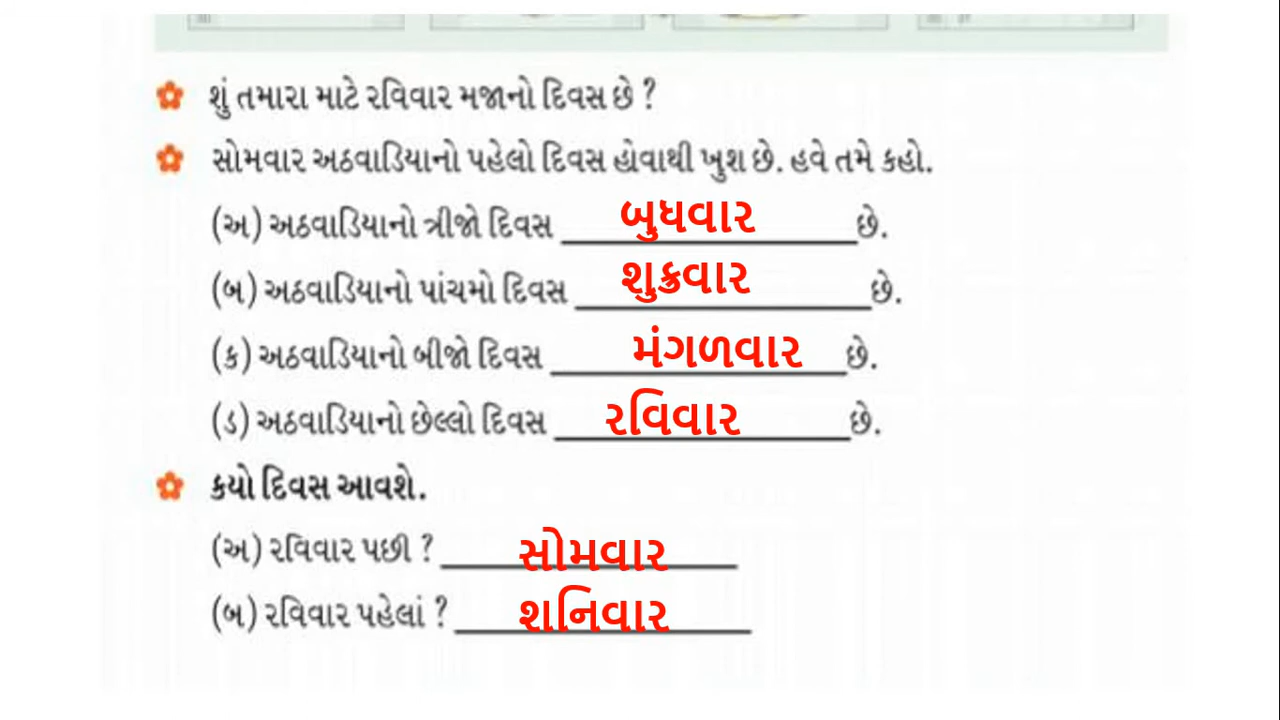 શું તમારા માટે રવિવાર મજાનો દિવસ છે ?
સોમવાર અઠવાડિયાનો પહેલો દિવસ હોવાથી ખુશ છે. હવે તમે કહો.
(અ) અઠવાડિયાનો ત્રીજો દિવસ બુધવાર છે.
(બ) અઠવાડિયાનો પાંચમો દિવસ શુક્રવાર છે.
(ક) અઠવાડિયાનો બીજો દિવસ મંગળવાર છે.
(ડ) અઠવાડિયાનો છેલ્લો દિવસ રવિવાર છે.
કયો દિવસ આવશે.
(અ) રવિવાર પછી ? સોમવાર
(બ) રવિવાર પહેલાં ? શનિવાર